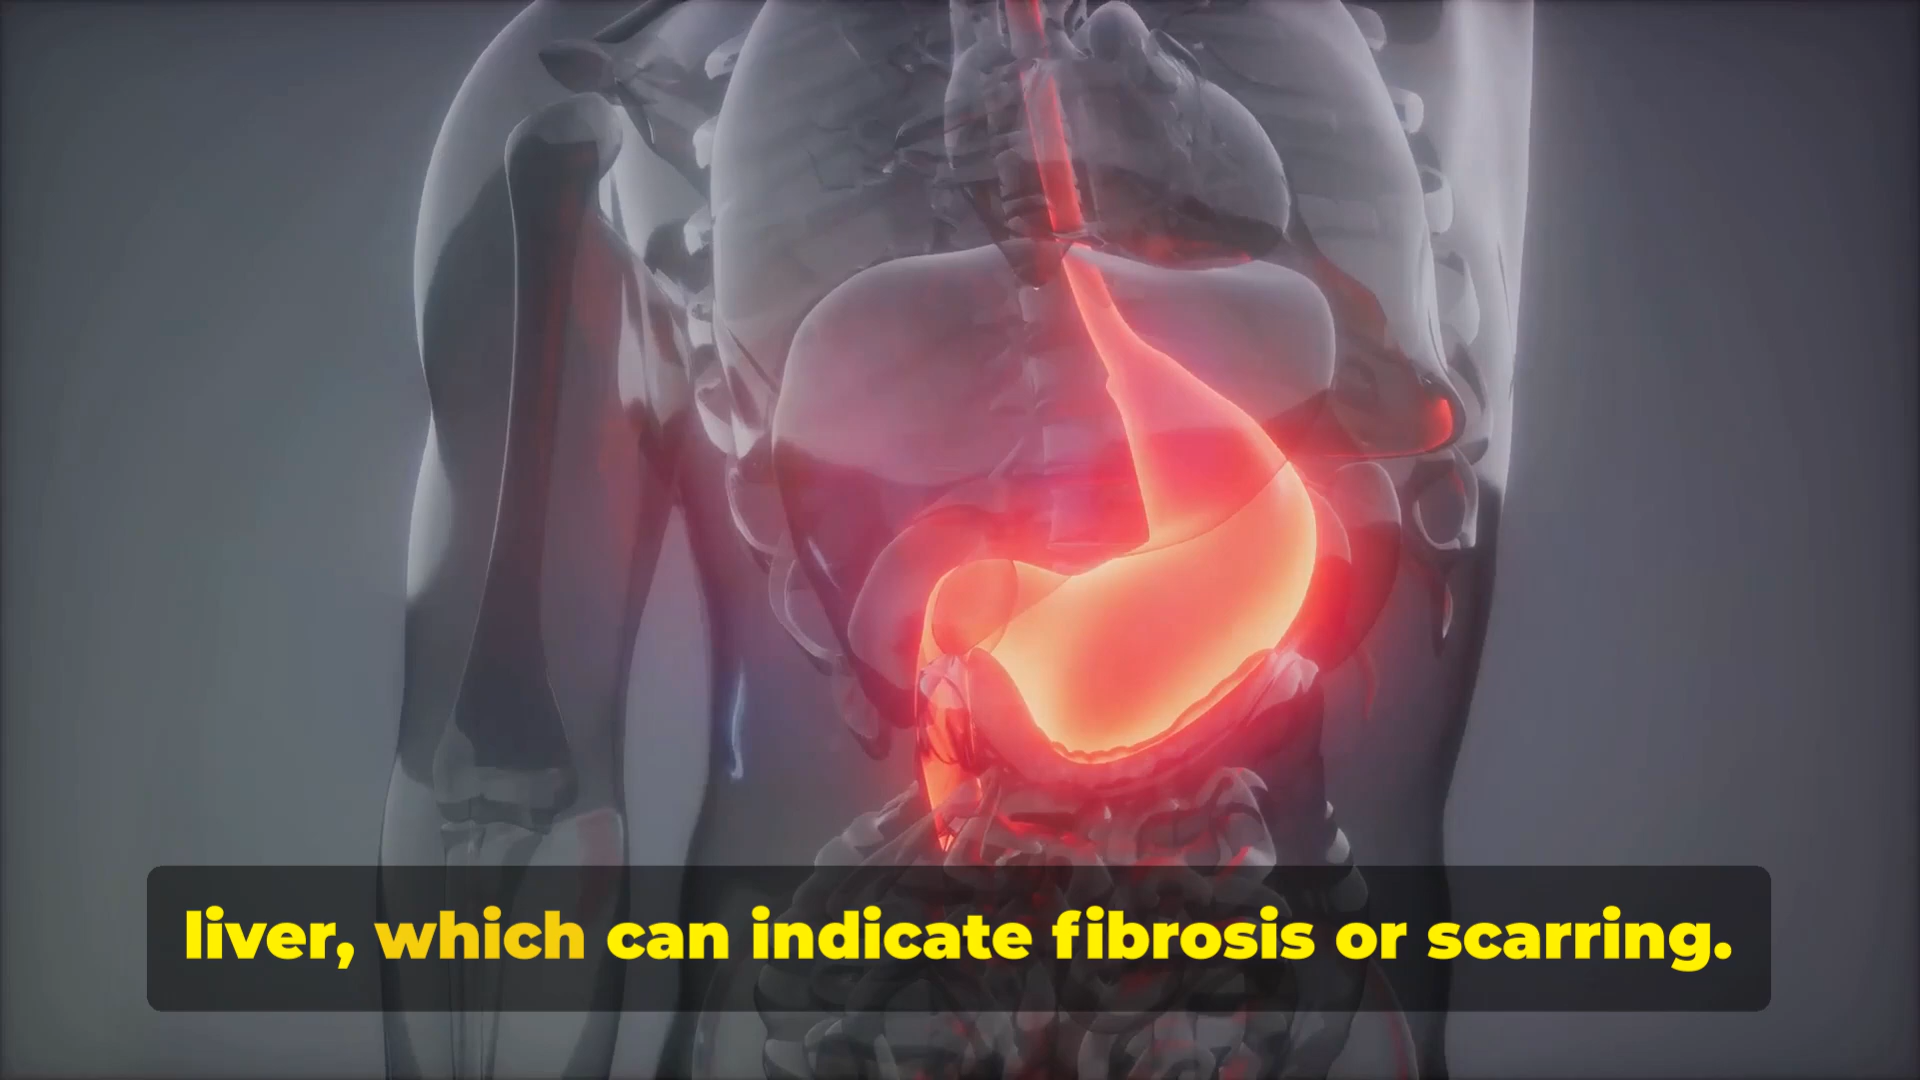 liver, which can indicate fibrosis or scarring.